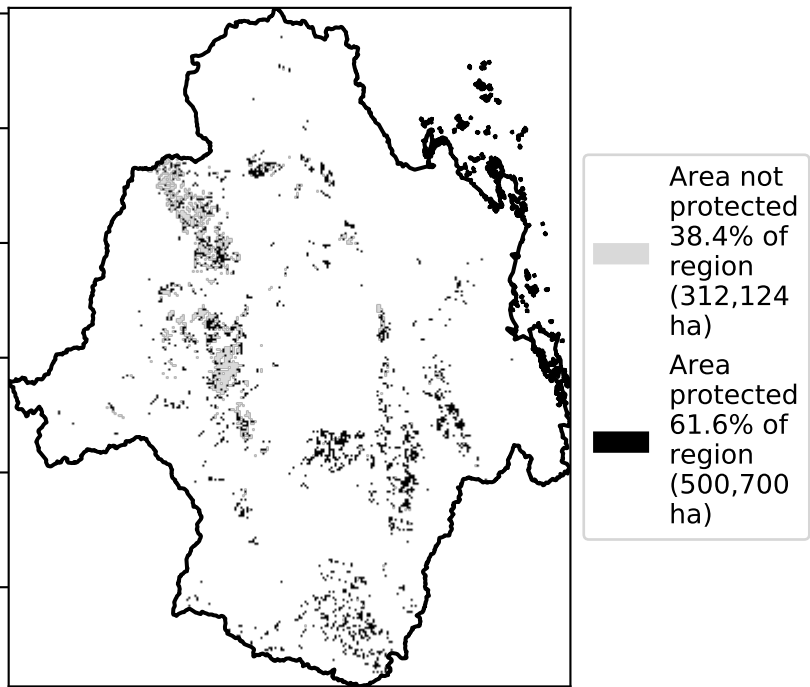 Area not
protected
38.4% of
region
(312,124
ha)
Area
protected
61.6% of
region
(500,700
ha)